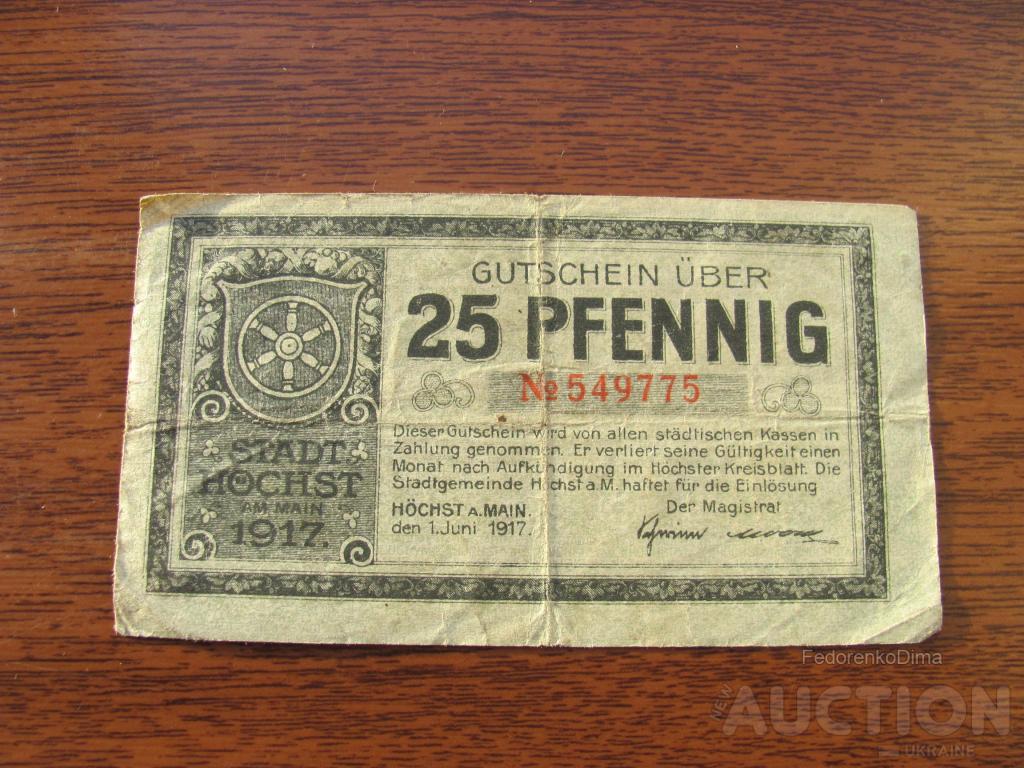 GUTSCHEIN ÜBER
25 PFENNIG
№ 549775
Dieser Gutschein wird von allen städtischen Kassen in
Zahlung genommen. Er verliert seine Gültigkeit einen
Monat nach Aufkündigung im Höchster Kreisblatt. Die
Stadtgemeinde Höchst a.M. haftet für die Einlösung
HÖCHST A.MAIN.
den 1. Juni 1917.
Der Magistrat
STADT
HÖCHST
AM MAIN
1917.
FedorenkoDima
NEW
AUCTION
UKRAINE